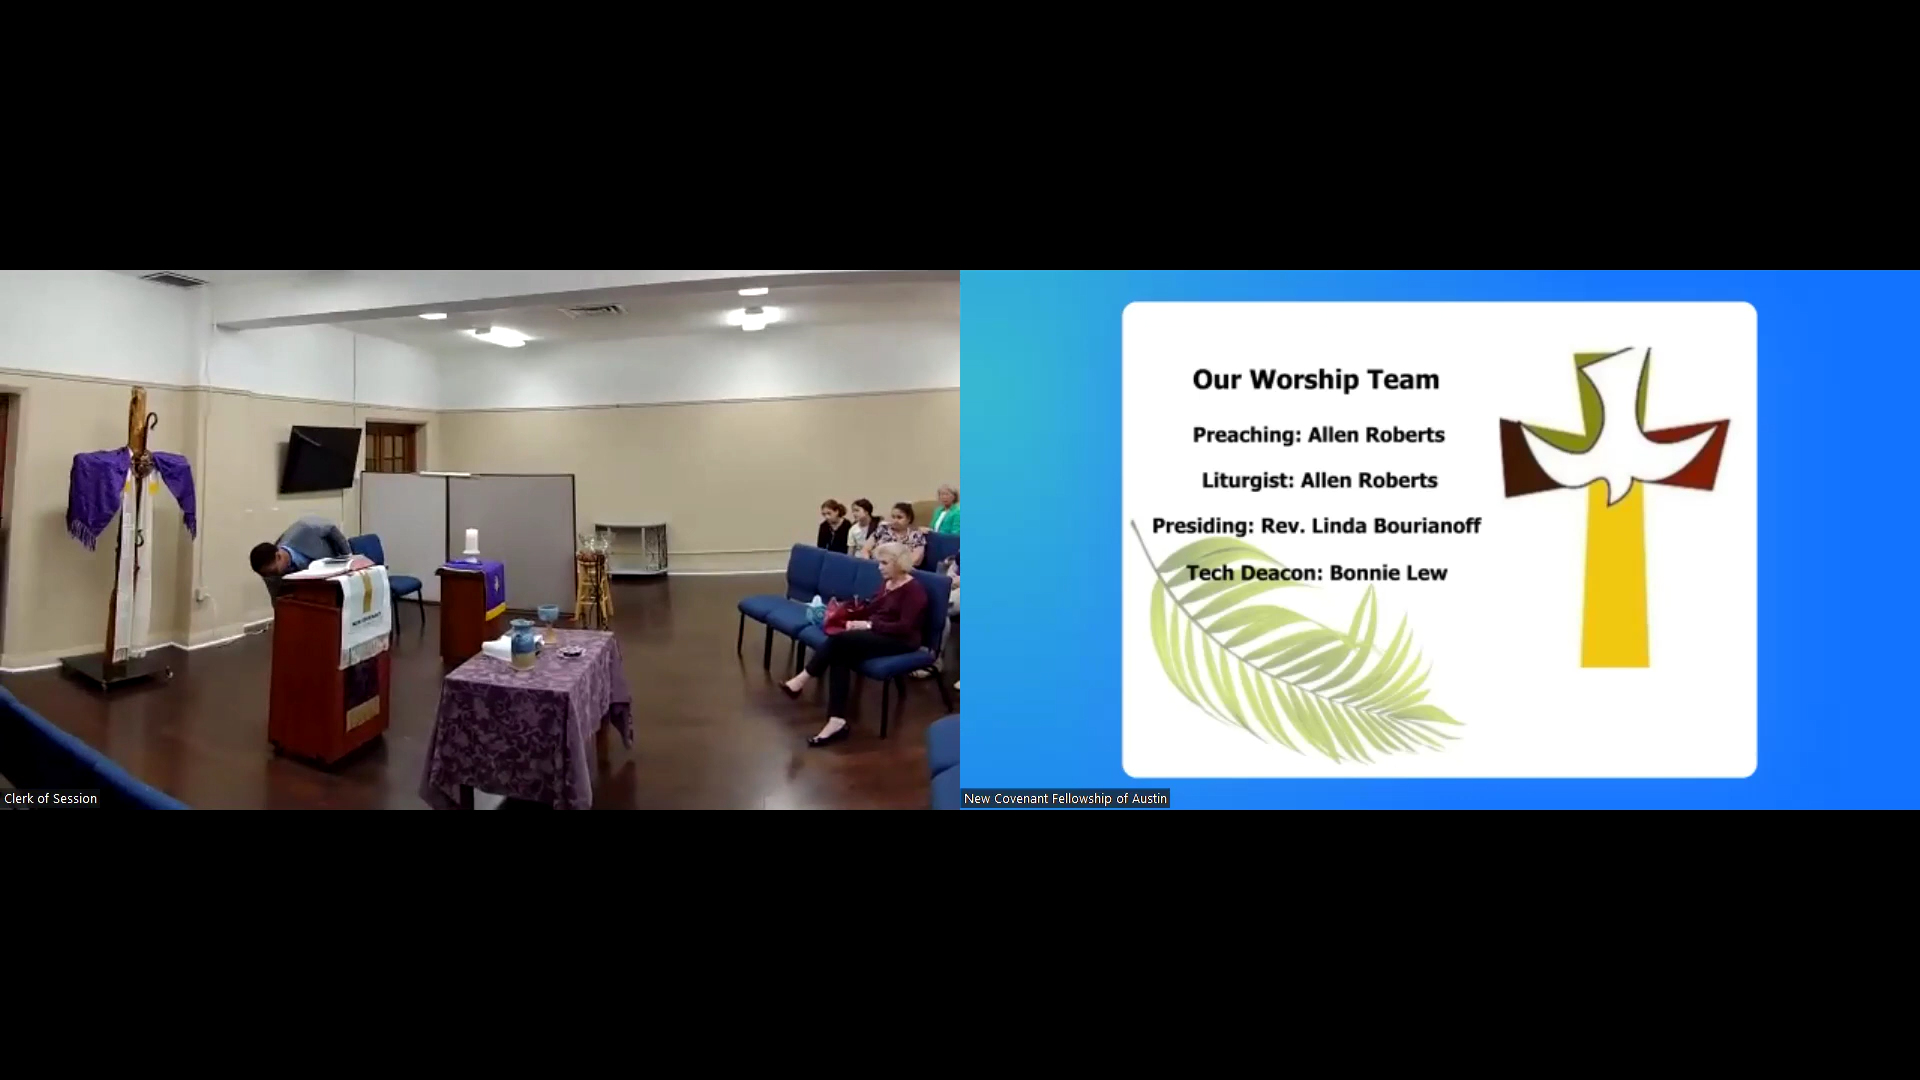 Our Worship Team
Preaching: Allen Roberts
Liturgist: Allen Roberts
Presiding: Rev. Linda Bourianoff
Tech Deacon: Bonnie Lew
Clerk of Session
New Covenant Fellowship of Austin